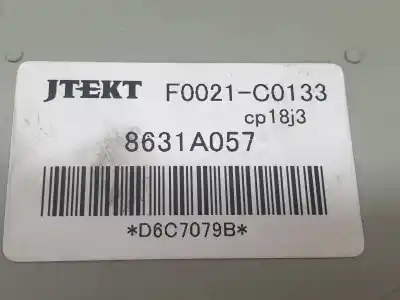 JTEKT F0021-C0133
cp18j3
8631A057
*D6C7079B*